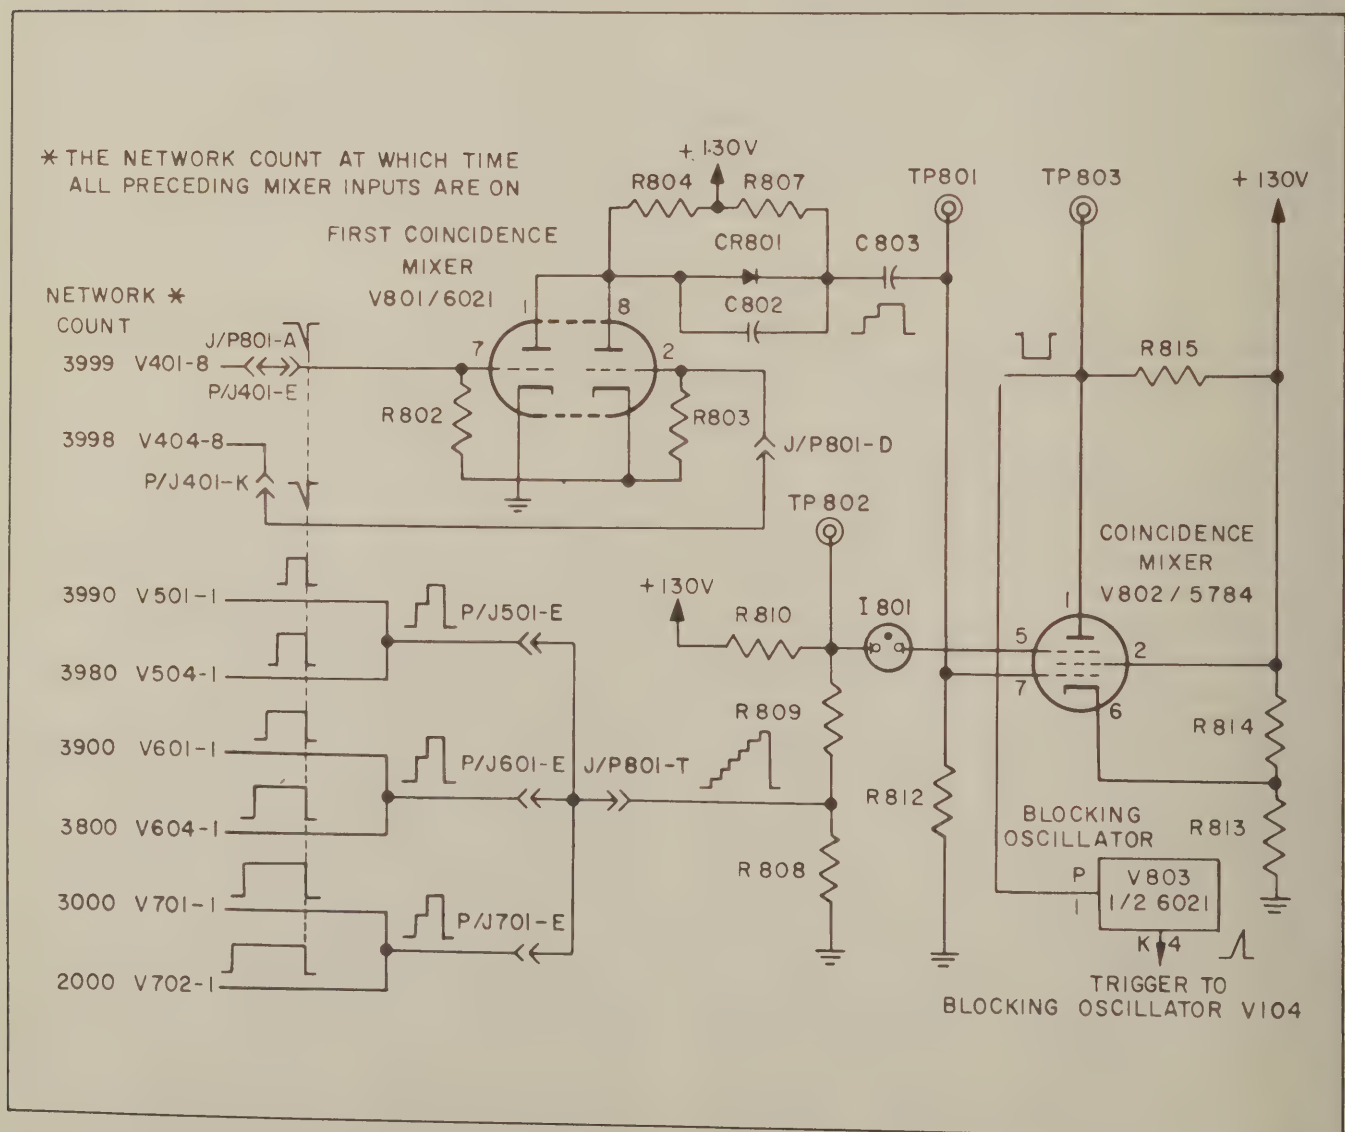 * THE NETWORK COUNT AT WHICH TIME
ALL PRECEDING MIXER INPUTS ARE ON
+130V
R804
R807
TP801
TP803
+130V
FIRST COINCIDENCE
MIXER
V801/6021
CR801
C803
C802
NETWORK *
COUNT
1
8
J/P801-A
3999 V401-8
7
2
P/J401-E
R802
R803
R815
3998 V404-8
J/P801-D
P/J401-K
TP802
COINCIDENCE
MIXER
V802/5784
3990 V501-1
P/J501-E
+130V
R810
I801
1
5
2
7
6
3980 V504-1
R809
R814
3900 V601-1
P/J601-E
J/P801-T
R812
3800 V604-1
BLOCKING
OSCILLATOR
R813
R808
P
1
V803
1/2 6021
3000 V701-1
P/J701-E
K 4
2000 V702-1
TRIGGER TO
BLOCKING OSCILLATOR V104